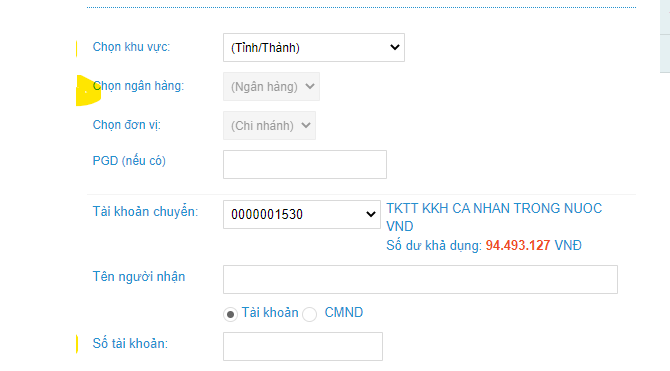 Chọn khu vực: (Tỉnh/Thành)
Chọn ngân hàng: (Ngân hàng)
Chọn đơn vị: (Chi nhánh)
PGD (nếu có)
Tài khoản chuyển: 0000001530 TKTT KKH CA NHAN TRONG NUOC
VND
Số dư khả dụng: 94.493.127 VNĐ
Tên người nhận
Tài khoản CMND
Số tài khoản: